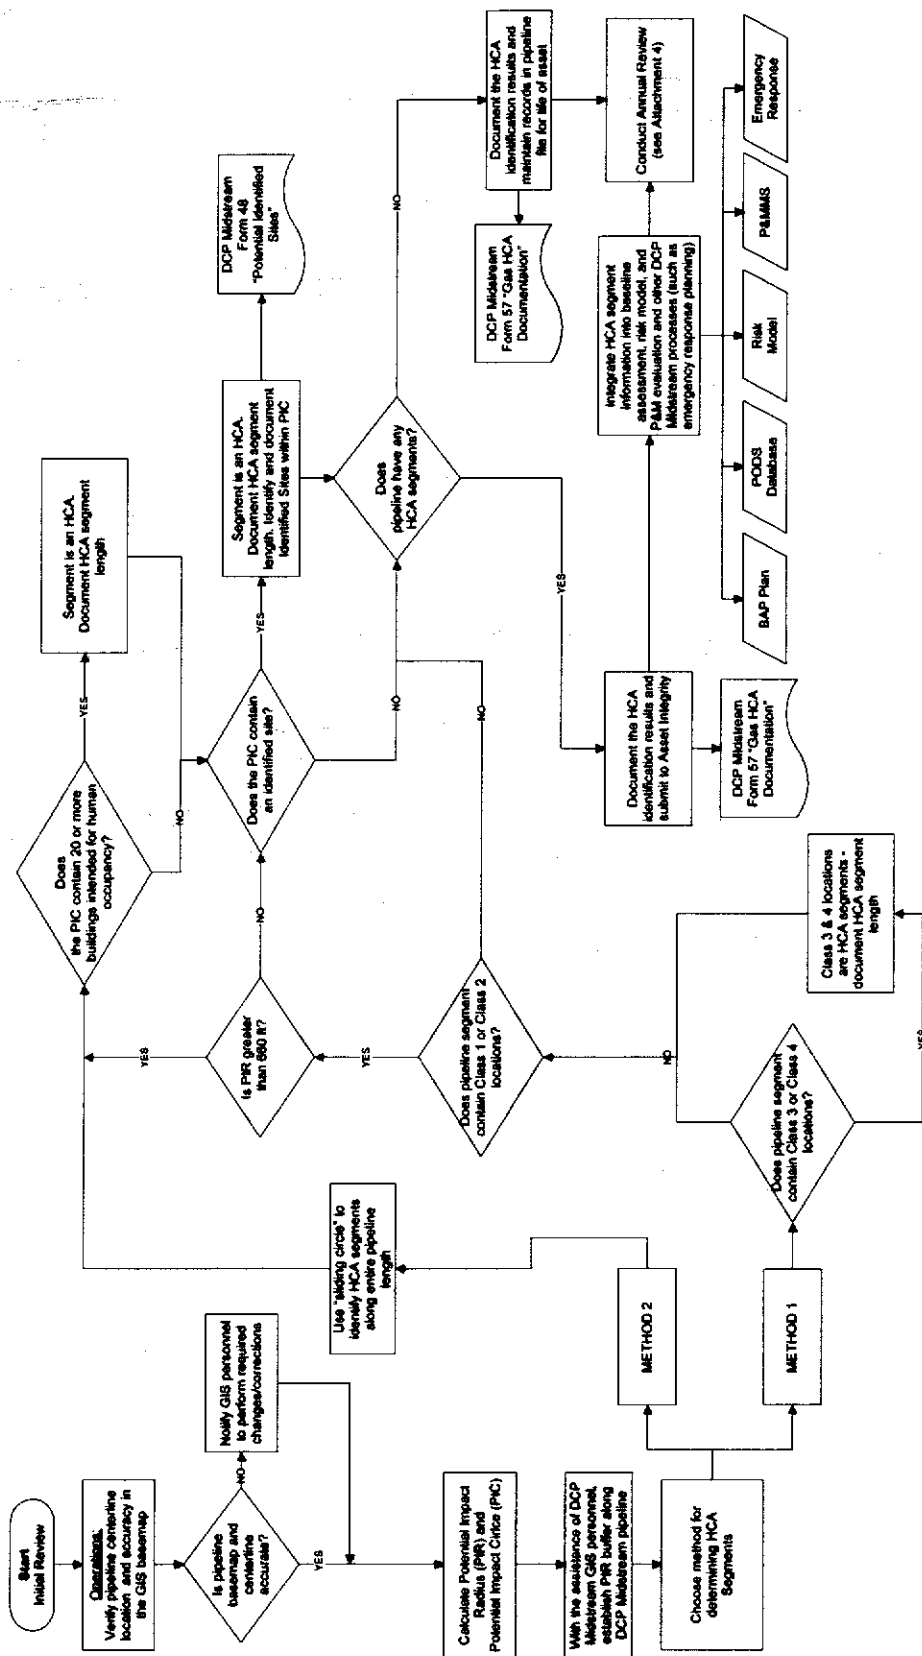 Start
Initial Review
Operations:
Verify pipeline centerline
location and accuracy in
the GIS basemap
Is pipeline
basemap and
centerline
accurate?
NO
Notify GIS personnel
to perform required
changes/corrections
YES
Calculate Potential Impact
Radius (PIR) and
Potential Impact Cirlce (PIC)
With the assistance of DCP
Midstream GIS personnel,
establish PIR buffer along
DCP Midstream pipeline
Choose method for
determining HCA
Segments
METHOD 2
METHOD 1
Use "sliding circle" to
identify HCA segments
along entire pipeline
length
Does pipeline segment
contain Class 3 or Class 4
locations?
YES
Class 3 & 4 locations
are HCA segments -
document HCA segment
length
NO
Does pipeline segment
contain Class 1 or Class 2
locations?
YES
NO
Is PIR greater
than 660 ft?
YES
NO
Does
the PIC contain 20 or more
buildings intended for human
occupancy?
YES
NO
Segment is an HCA.
Document HCA segment
length
Does the PIC contain
an identified site?
YES
NO
Segment is an HCA.
Document HCA segment
length. Identify and document
Identified Sites within PIC
DCP Midstream
Form 48
"Potential Identified
Sites"
Does
pipeline have any
HCA segments?
NO
YES
Document the HCA
identification results and
maintain records in pipeline
file for life of asset
DCP Midstream
Form 57 "Gas HCA
Documentation"
Conduct Annual Review
(see Attachment 4)
Document the HCA
identification results and
submit to Asset Integrity
DCP Midstream
Form 57 "Gas HCA
Documentation"
Integrate HCA segment
information into baseline
assessment, risk model, and
P&M evaluation and other DCP
Midstream processes (such as
emergency response planning)
BAP Plan
PODS
Database
Risk
Model
P&MMS
Emergency
Response